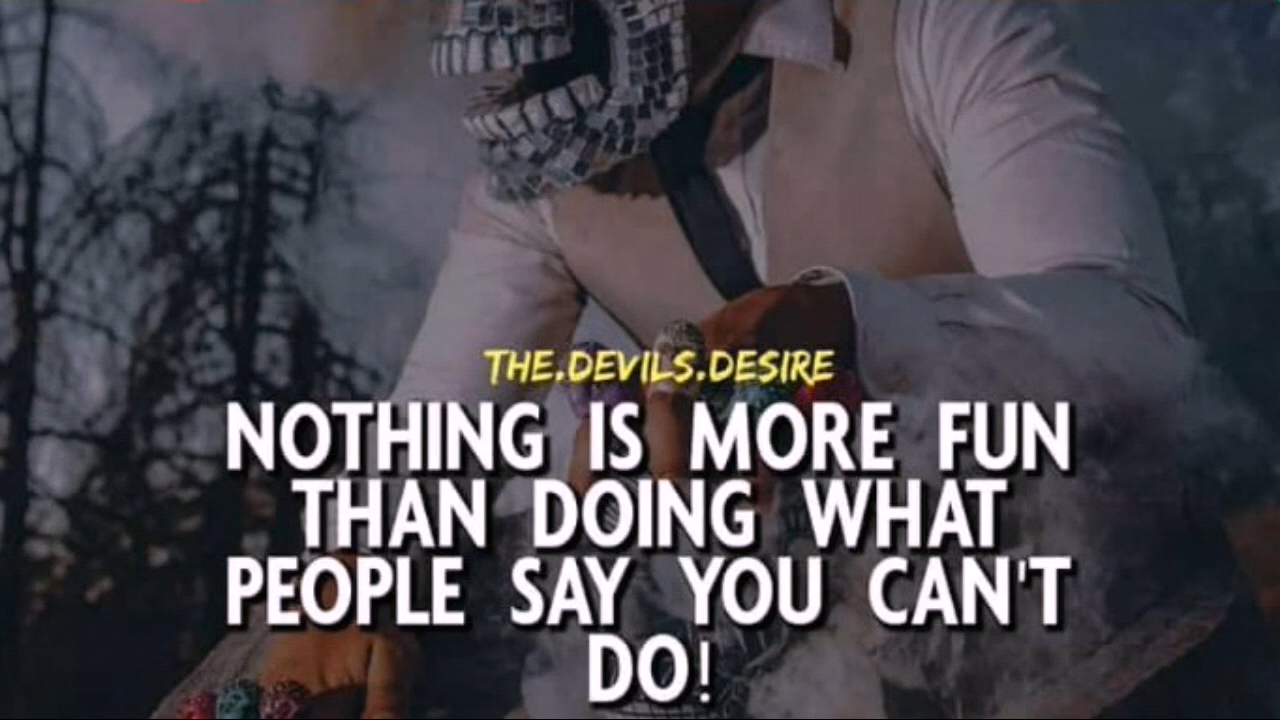 THE.DEVILS.DESIRE
NOTHING IS MORE FUN
THAN DOING WHAT
PEOPLE SAY YOU CAN'T
DO!